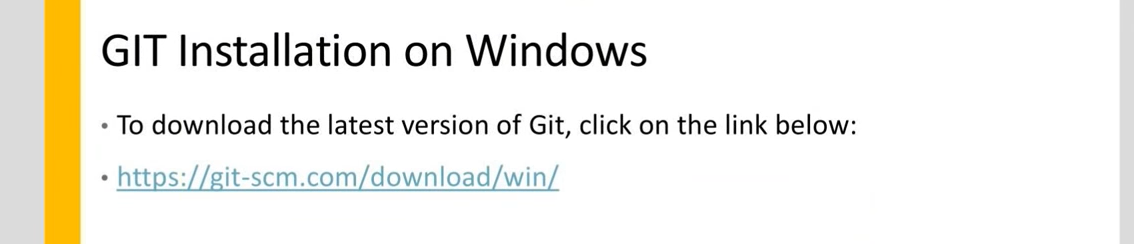 GIT Installation on Windows
• To download the latest version of Git, click on the link below:
• https://git-scm.com/download/win/